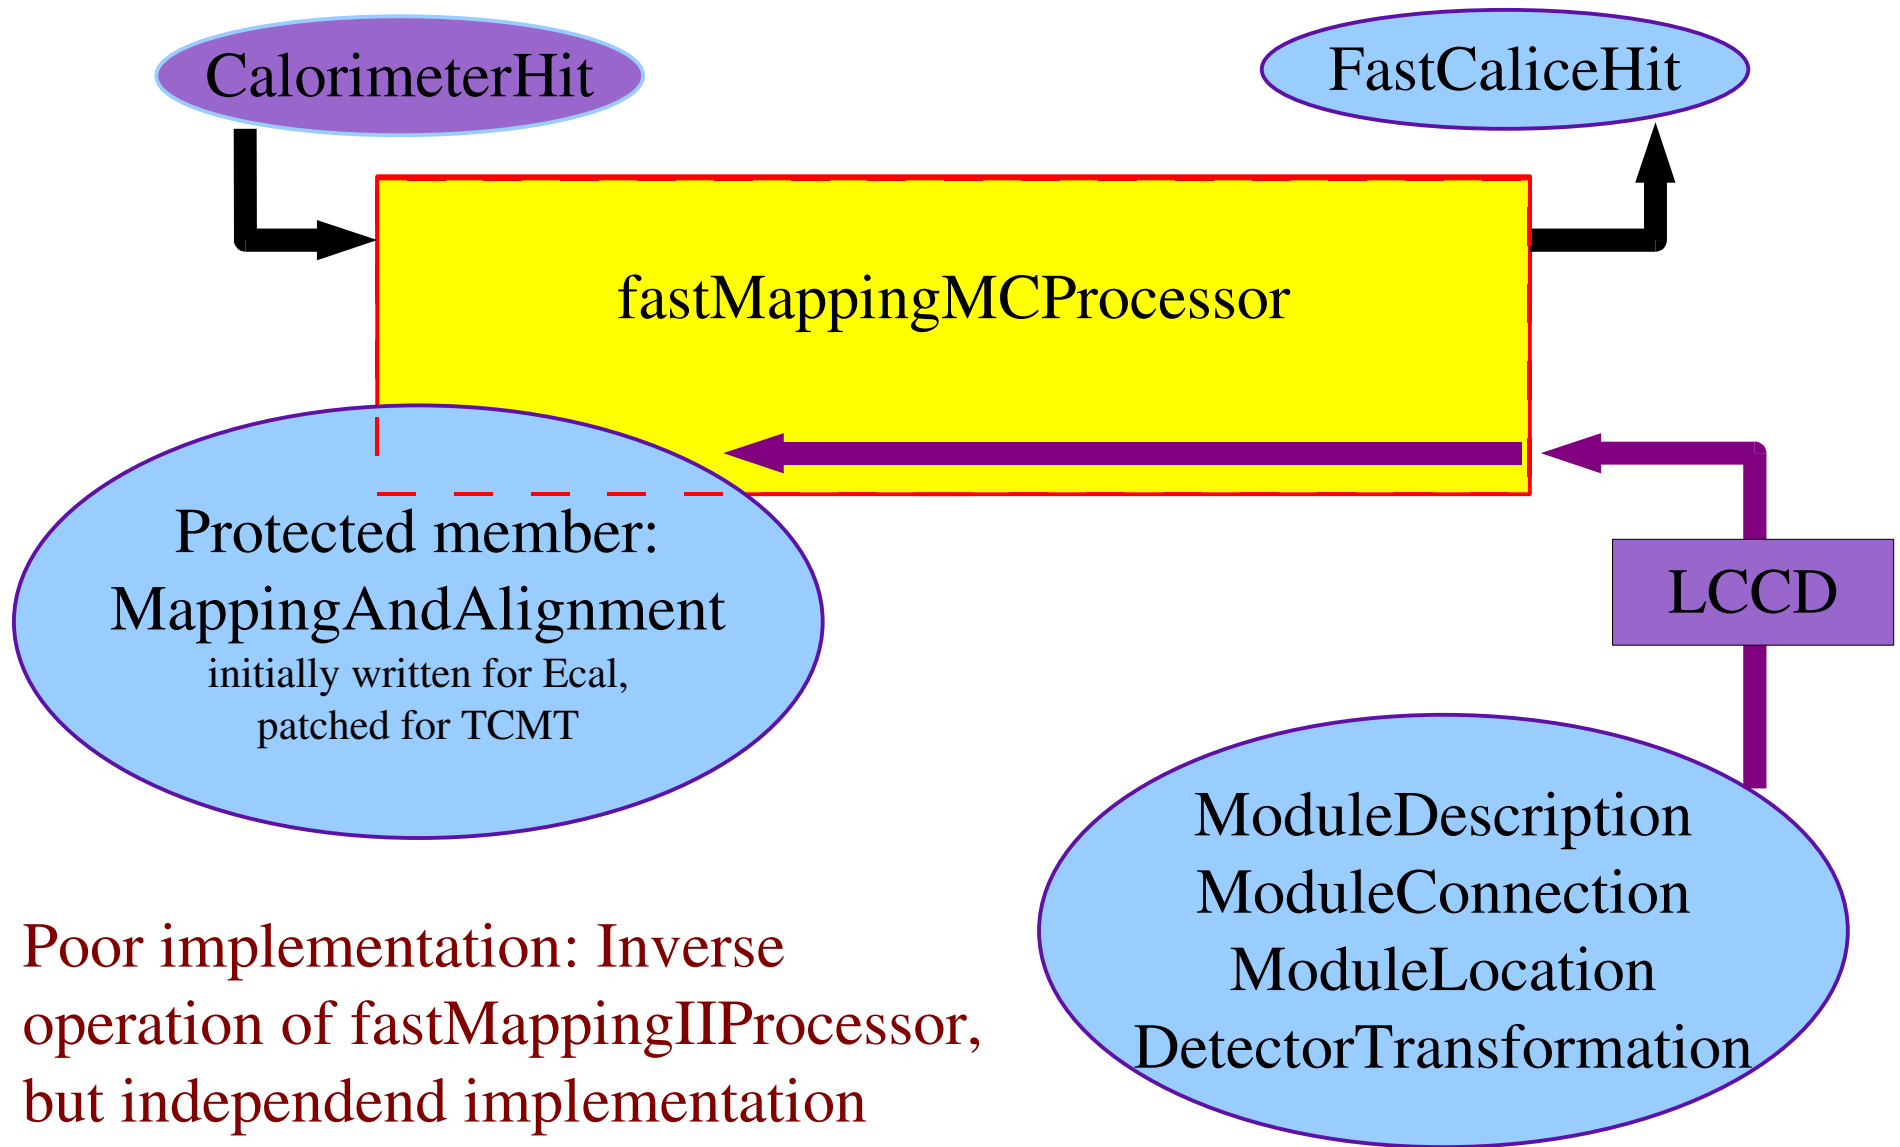 CalorimeterHit
FastCaliceHit
fastMappingMCProcessor
Protected member:
MappingAndAlignment
initially written for Ecal,
patched for TCMT
LCCD
ModuleDescription
ModuleConnection
ModuleLocation
DetectorTransformation
Poor implementation: Inverse
operation of fastMappingIIProcessor,
but independend implementation